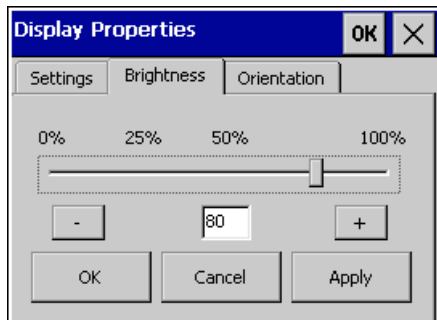 Display Properties OK
Settings Brightness Orientation
0% 25% 50% 100%
- 80 +
OK Cancel Apply